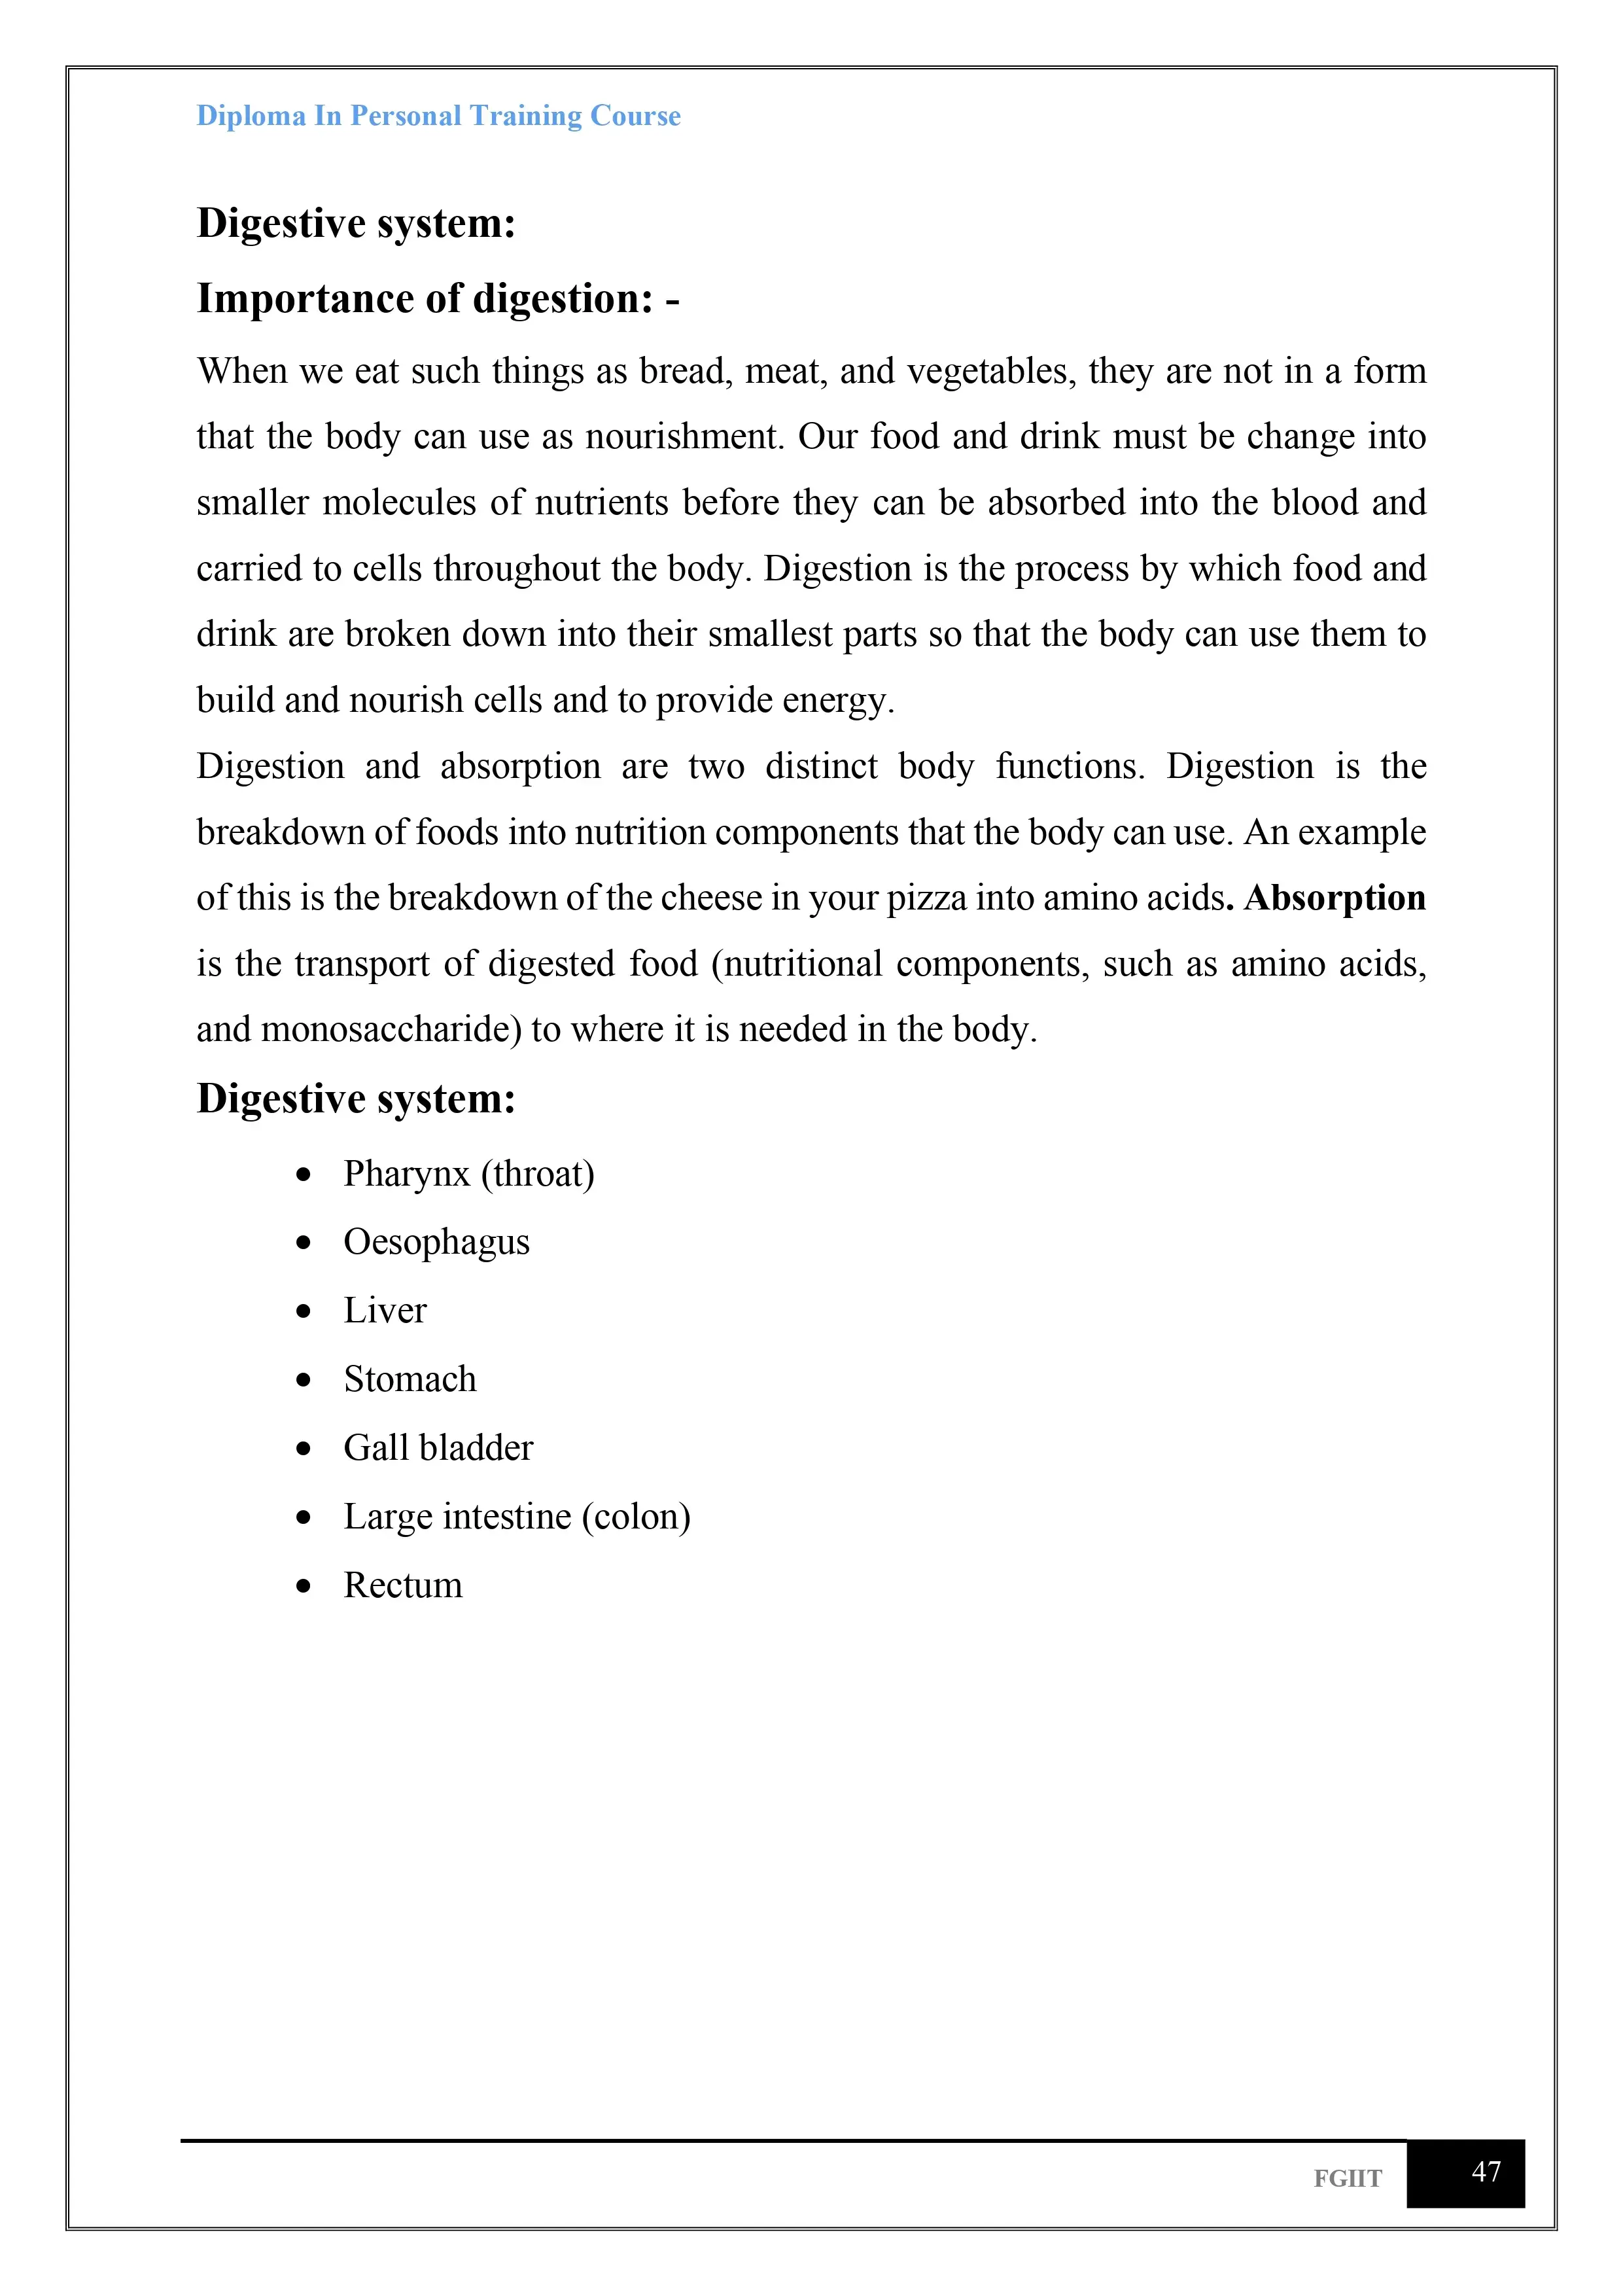 Diploma In Personal Training Course
Digestive system:
Importance of digestion: -
When we eat such things as bread, meat, and vegetables, they are not in a form
that the body can use as nourishment. Our food and drink must be change into
smaller molecules of nutrients before they can be absorbed into the blood and
carried to cells throughout the body. Digestion is the process by which food and
drink are broken down into their smallest parts so that the body can use them to
build and nourish cells and to provide energy.
Digestion and absorption are two distinct body functions. Digestion is the
breakdown of foods into nutrition components that the body can use. An example
of this is the breakdown of the cheese in your pizza into amino acids. Absorption
is the transport of digested food (nutritional components, such as amino acids,
and monosaccharide) to where it is needed in the body.
Digestive system:
• Pharynx (throat)
• Oesophagus
• Liver
• Stomach
• Gall bladder
• Large intestine (colon)
• Rectum
FGIIT 47